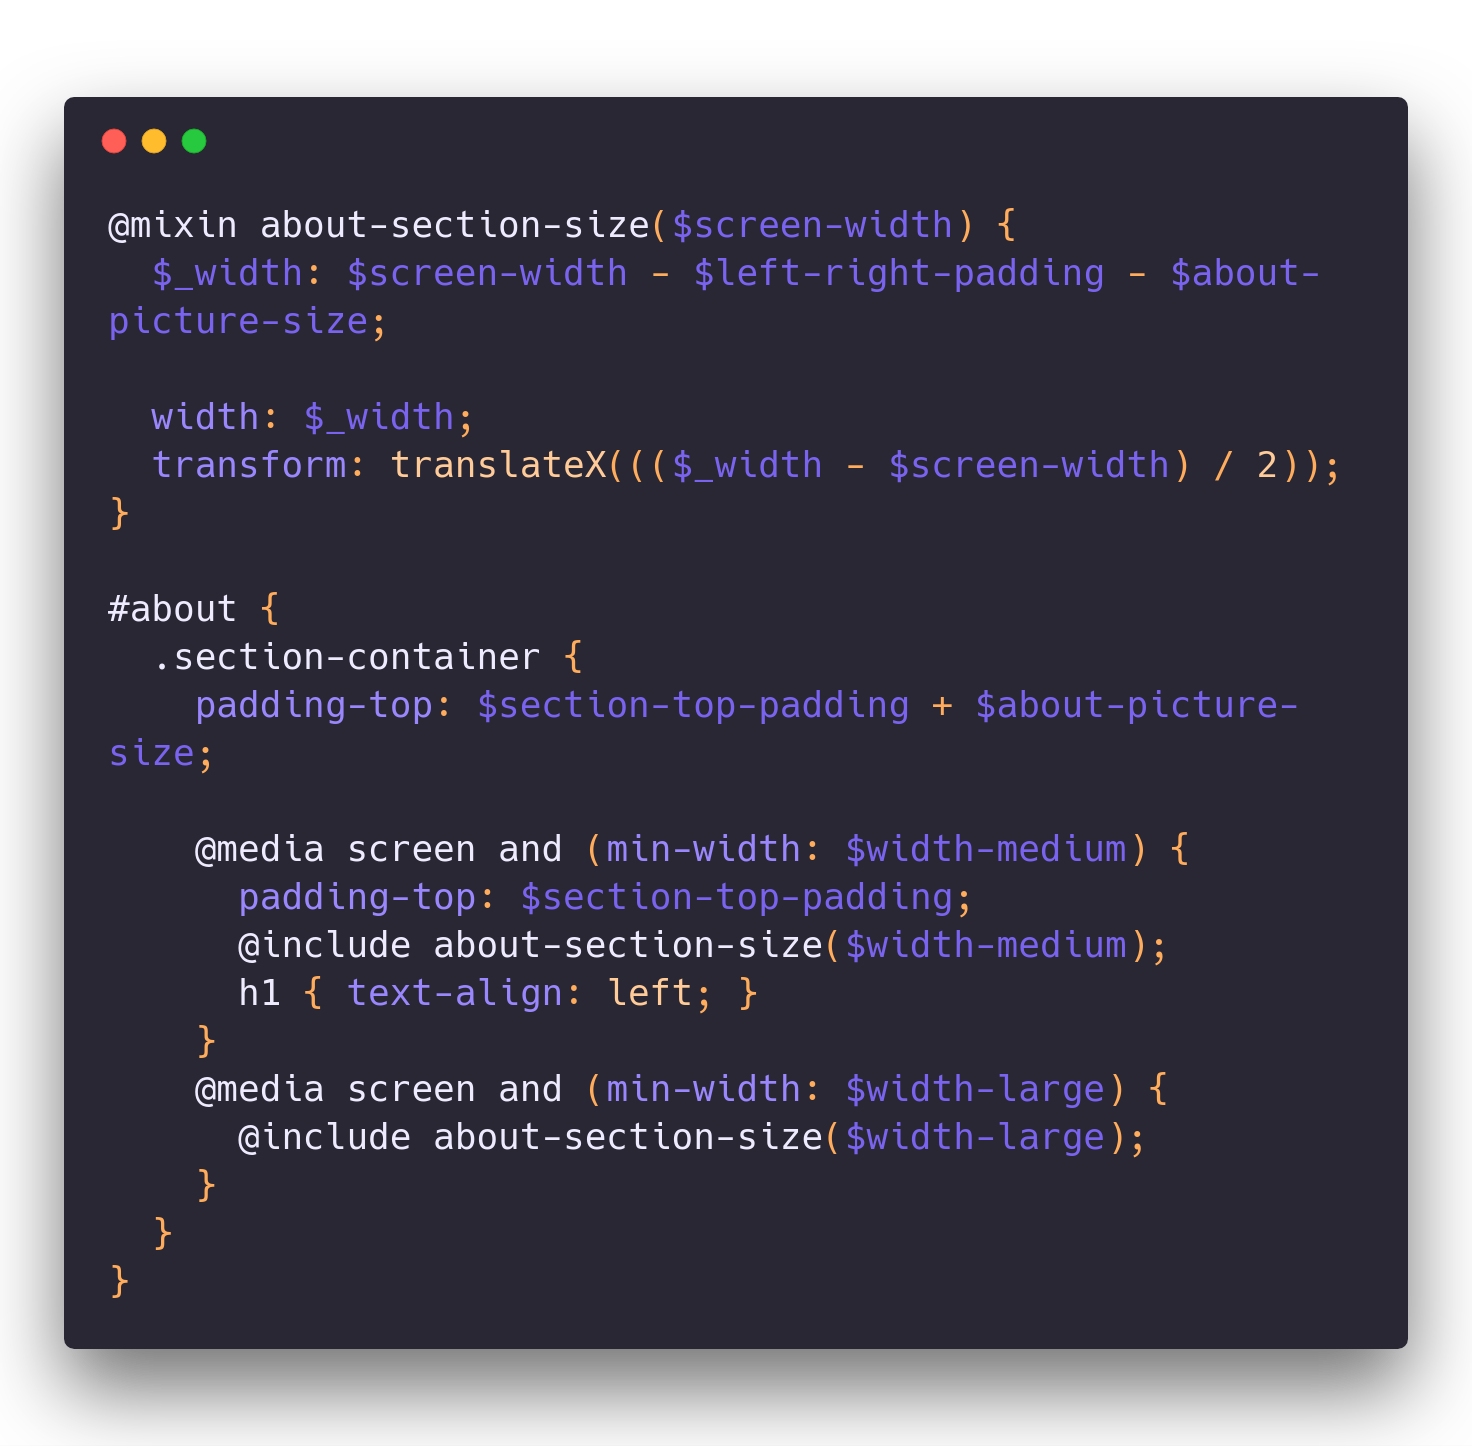 @mixin about-section-size($screen-width) {
  $_width: $screen-width - $left-right-padding - $about-
picture-size;

  width: $_width;
  transform: translateX((($_width - $screen-width) / 2));
}

#about {
  .section-container {
    padding-top: $section-top-padding + $about-picture-
size;

    @media screen and (min-width: $width-medium) {
      padding-top: $section-top-padding;
      @include about-section-size($width-medium);
      h1 { text-align: left; }
    }
    @media screen and (min-width: $width-large) {
      @include about-section-size($width-large);
    }
  }
}